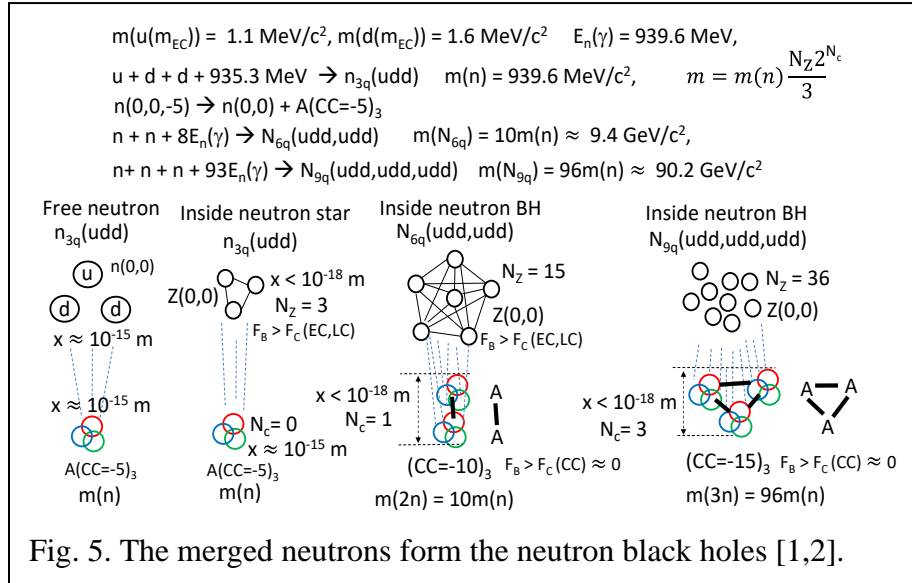 m(u(m_EC)) = 1.1 MeV/c², m(d(m_EC)) = 1.6 MeV/c² E_n(γ) = 939.6 MeV,
u + d + d + 935.3 MeV → n_3q(udd) m(n) = 939.6 MeV/c², m = m(n) N_Z 2^(N_c) / 3
n(0,0,-5) → n(0,0) + A(CC=-5)₃
n + n + 8E_n(γ) → N_6q(udd,udd) m(N_6q) = 10m(n) ≈ 9.4 GeV/c²,
n+ n + n + 93E_n(γ) → N_9q(udd,udd,udd) m(N_9q) = 96m(n) ≈ 90.2 GeV/c²
Free neutron
n_3q(udd)
u n(0,0)
d d
x ≈ 10⁻¹⁵ m
x ≈ 10⁻¹⁵ m
A(CC=-5)₃
m(n)
Inside neutron star
n_3q(udd)
x < 10⁻¹⁸ m
Z(0,0)
N_Z = 3
F_B > F_C (EC,LC)
N_c = 0
x ≈ 10⁻¹⁵ m
A(CC=-5)₃
m(n)
Inside neutron BH
N_6q(udd,udd)
N_Z = 15
Z(0,0)
F_B > F_C (EC,LC)
x < 10⁻¹⁸ m
N_c = 1
A
A
(CC=-10)₃ F_B > F_C (CC) ≈ 0
m(2n) = 10m(n)
Inside neutron BH
N_9q(udd,udd,udd)
N_Z = 36
Z(0,0)
x < 10⁻¹⁸ m
N_c = 3
A A
A
(CC=-15)₃ F_B > F_C (CC) ≈ 0
m(3n) = 96m(n)
Fig. 5. The merged neutrons form the neutron black holes [1,2].